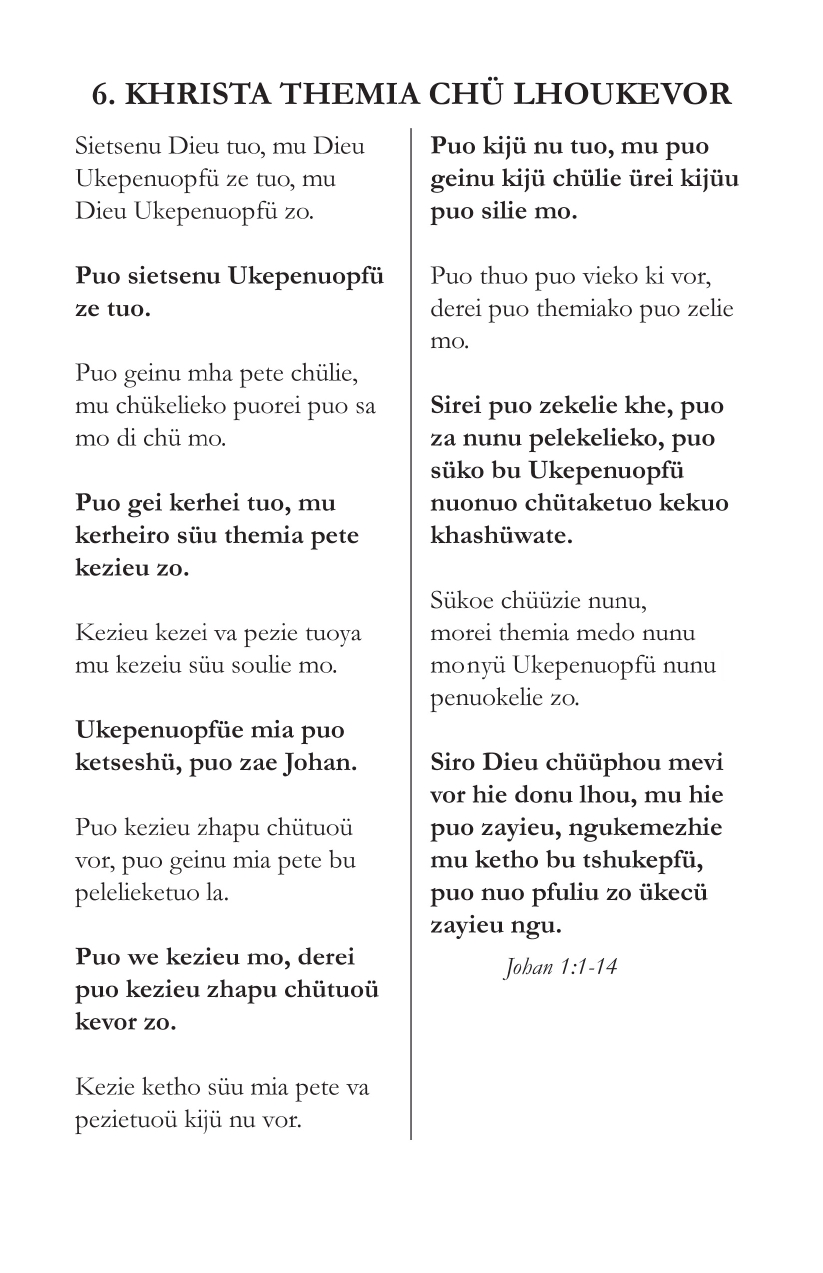 6. KHRISTA THEMIA CHÜ LHOUKEVOR
Sietsenu Dieu tuo, mu Dieu
Ukepenuopfü ze tuo, mu
Dieu Ukepenuopfü zo.
Puo sietsenu Ukepenuopfü
ze tuo.
Puo geinu mha pete chülie,
mu chükelieko puorei puo sa
mo di chü mo.
Puo gei kerhei tuo, mu
kerheiro süu themia pete
kezieu zo.
Kezieu kezei va pezie tuoya
mu kezeiu süu soulie mo.
Ukepenuopfüe mia puo
ketseshü, puo zae Johan.
Puo kezieu zhapu chütuoü
vor, puo geinu mia pete bu
pelelieketuo la.
Puo we kezieu mo, derei
puo kezieu zhapu chütuoü
kevor zo.
Kezie ketho süu mia pete va
pezietuoü kijü nu vor.
Puo kijü nu tuo, mu puo
geinu kijü chülie ürei kijüu
puo silie mo.
Puo thuo puo vieko ki vor,
derei puo themiako puo zelie
mo.
Sirei puo zekelie khe, puo
za nunu pelekelieko, puo
süko bu Ukepenuopfü
nuonuo chütaketuo kekuo
khashüwate.
Sükoe chüüzie nunu,
morei themia medo nunu
monyü Ukepenuopfü nunu
penuokelie zo.
Siro Dieu chüüphou mevi
vor hie donu lhou, mu hie
puo zayieu, ngukemezhie
mu ketho bu tshukepfü,
puo nuo pfuliu zo ükecü
zayieu ngu.
Johan 1:1-14